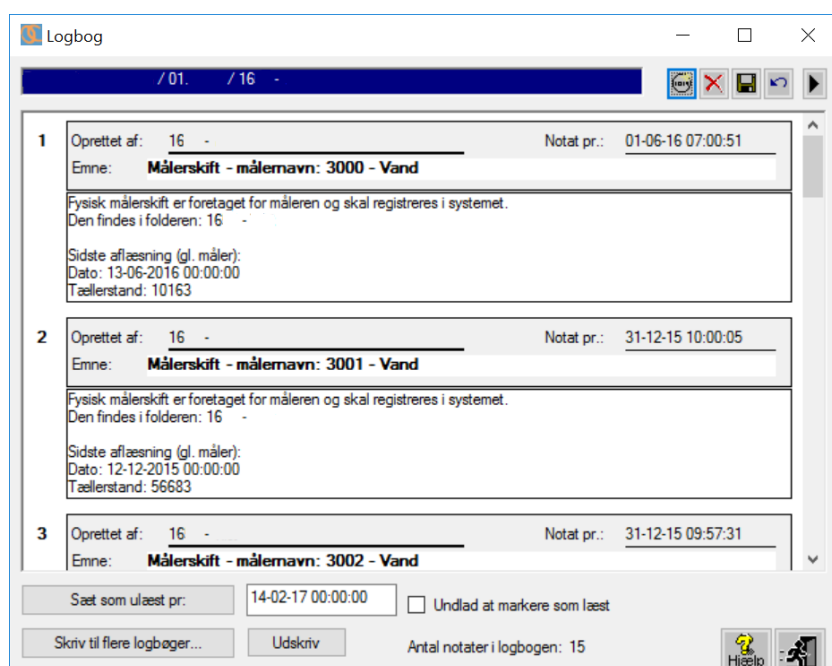 Logbog
/ 01. / 16 -
1 Oprettet af: 16 - Notat pr.: 01-06-16 07:00:51
Emne: Målerskift - målernavn: 3000 - Vand
Fysisk målerskift er foretaget for måleren og skal registreres i systemet.
Den findes i folderen: 16 -
Sidste aflæsning (gl. måler):
Dato: 13-06-2016 00:00:00
Tællerstand: 10163
2 Oprettet af: 16 - Notat pr.: 31-12-15 10:00:05
Emne: Målerskift - målernavn: 3001 - Vand
Fysisk målerskift er foretaget for måleren og skal registreres i systemet.
Den findes i folderen: 16 -
Sidste aflæsning (gl. måler):
Dato: 12-12-2015 00:00:00
Tællerstand: 56683
3 Oprettet af: 16 - Notat pr.: 31-12-15 09:57:31
Emne: Målerskift - målernavn: 3002 - Vand
Sæt som ulæst pr: 14-02-17 00:00:00 Undlad at markere som læst
Skriv til flere logbøger... Udskriv Antal notater i logbogen: 15 Hjælp